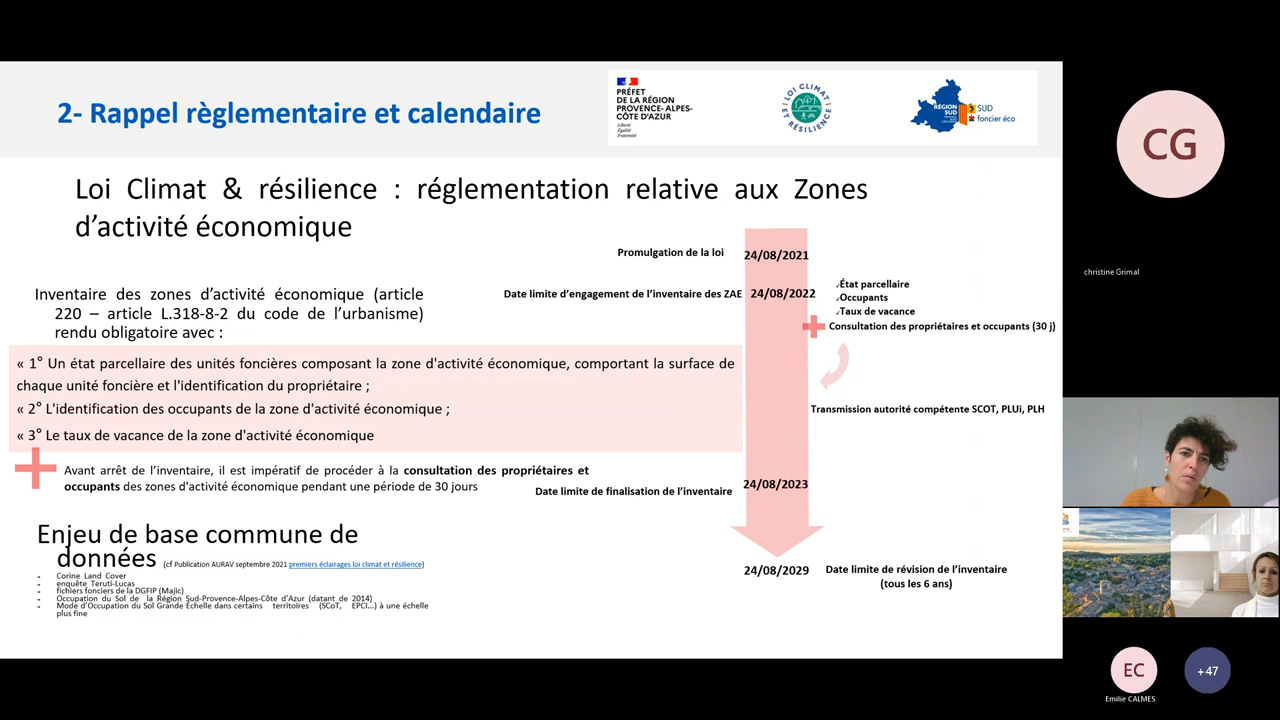 2- Rappel règlementaire et calendaire
PRÉFET
DE LA RÉGION
PROVENCE-ALPES-
CÔTE D'AZUR
Liberté
Égalité
Fraternité
LOI CLIMAT
ET RÉSILIENCE
RÉGION
SUD
SUD
foncier éco
Loi Climat & résilience : réglementation relative aux Zones
d’activité économique
Promulgation de la loi
24/08/2021
Date limite d’engagement de l’inventaire des ZAE
24/08/2022
État parcellaire
Occupants
Taux de vacance
Consultation des propriétaires et occupants (30 j)
Inventaire des zones d’activité économique (article
220 – article L.318-8-2 du code de l’urbanisme)
rendu obligatoire avec :
« 1° Un état parcellaire des unités foncières composant la zone d'activité économique, comportant la surface de
chaque unité foncière et l'identification du propriétaire ;
« 2° L'identification des occupants de la zone d'activité économique ;
« 3° Le taux de vacance de la zone d'activité économique
Transmission autorité compétente SCOT, PLUi, PLH
Avant arrêt de l’inventaire, il est impératif de procéder à la consultation des propriétaires et
occupants des zones d'activité économique pendant une période de 30 jours
Date limite de finalisation de l’inventaire
24/08/2023
Enjeu de base commune de
données (cf Publication AURAV septembre 2021 premiers éclairages loi climat et résilience)
- Corine Land Cover
- enquête Teruti-Lucas
- fichiers fonciers de la DGFIP (Majic)
- Occupation du Sol de la Région Sud-Provence-Alpes-Côte d’Azur (datant de 2014)
- Mode d’Occupation du Sol Grande Échelle dans certains territoires (SCoT, EPCI…) à une échelle
plus fine
24/08/2029
Date limite de révision de l’inventaire
(tous les 6 ans)
CG
christine Grimal
EC
Emilie CALMES
+47